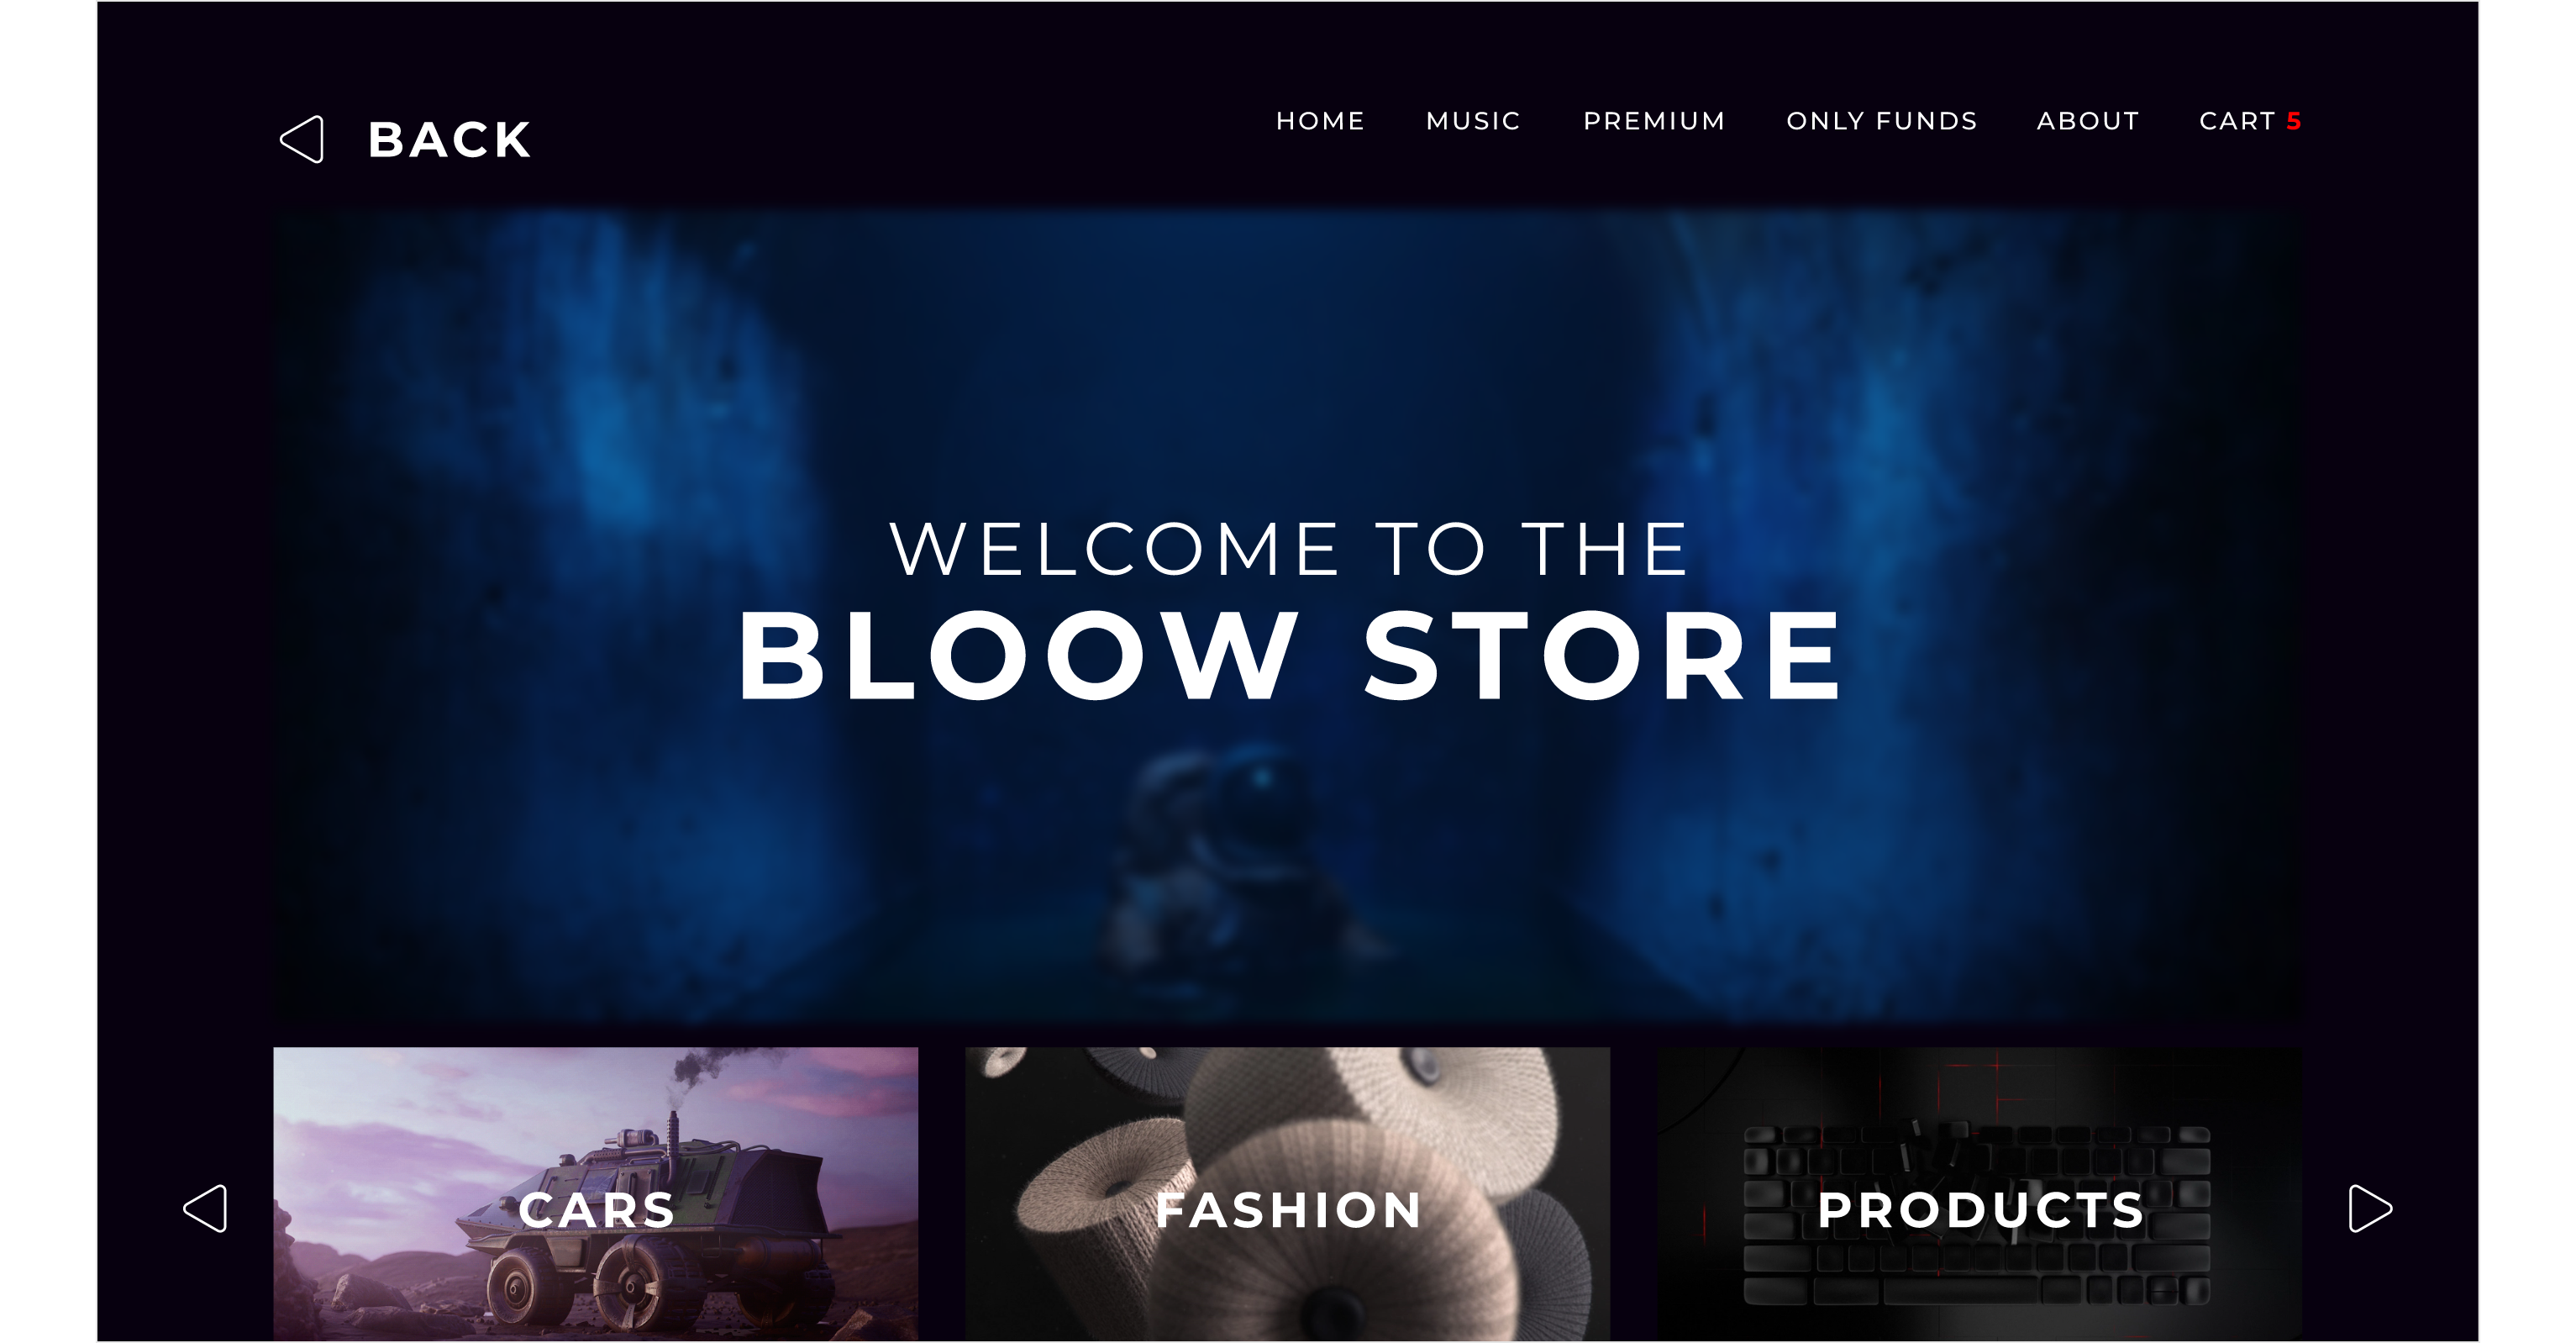 BACK
HOME MUSIC PREMIUM ONLY FUNDS ABOUT CART 5
WELCOME TO THE
BLOOW STORE
CARS FASHION PRODUCTS